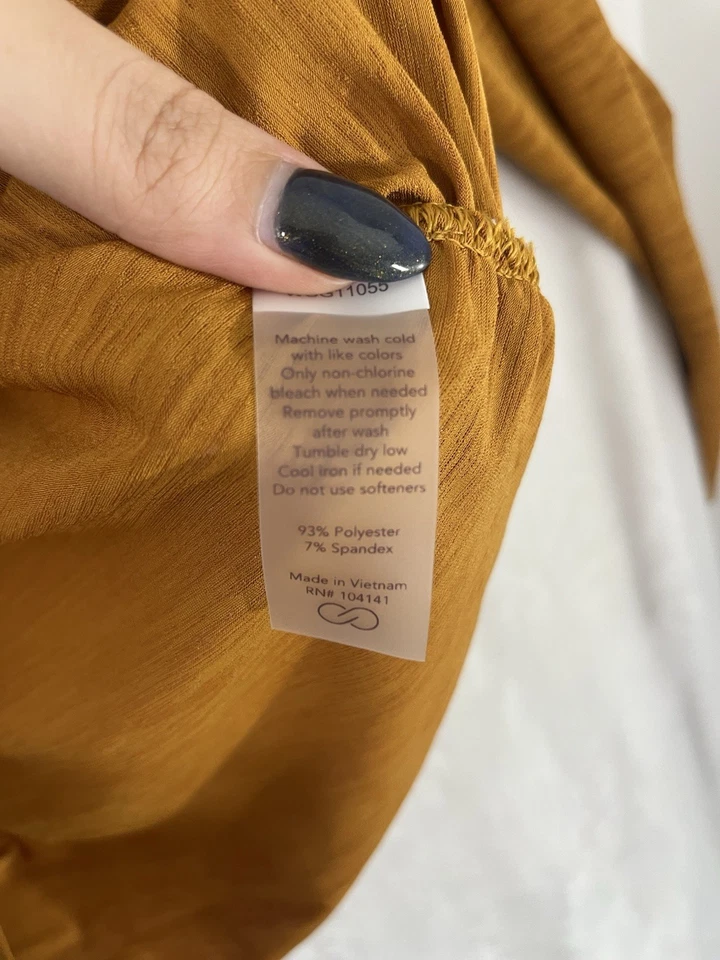 Machine wash cold
with like colors
Only non-chlorine
bleach when needed
Remove promptly
after wash
Tumble dry low
Cool iron if needed
Do not use softeners
93% Polyester
7% Spandex
Made in Vietnam
RN# 104141